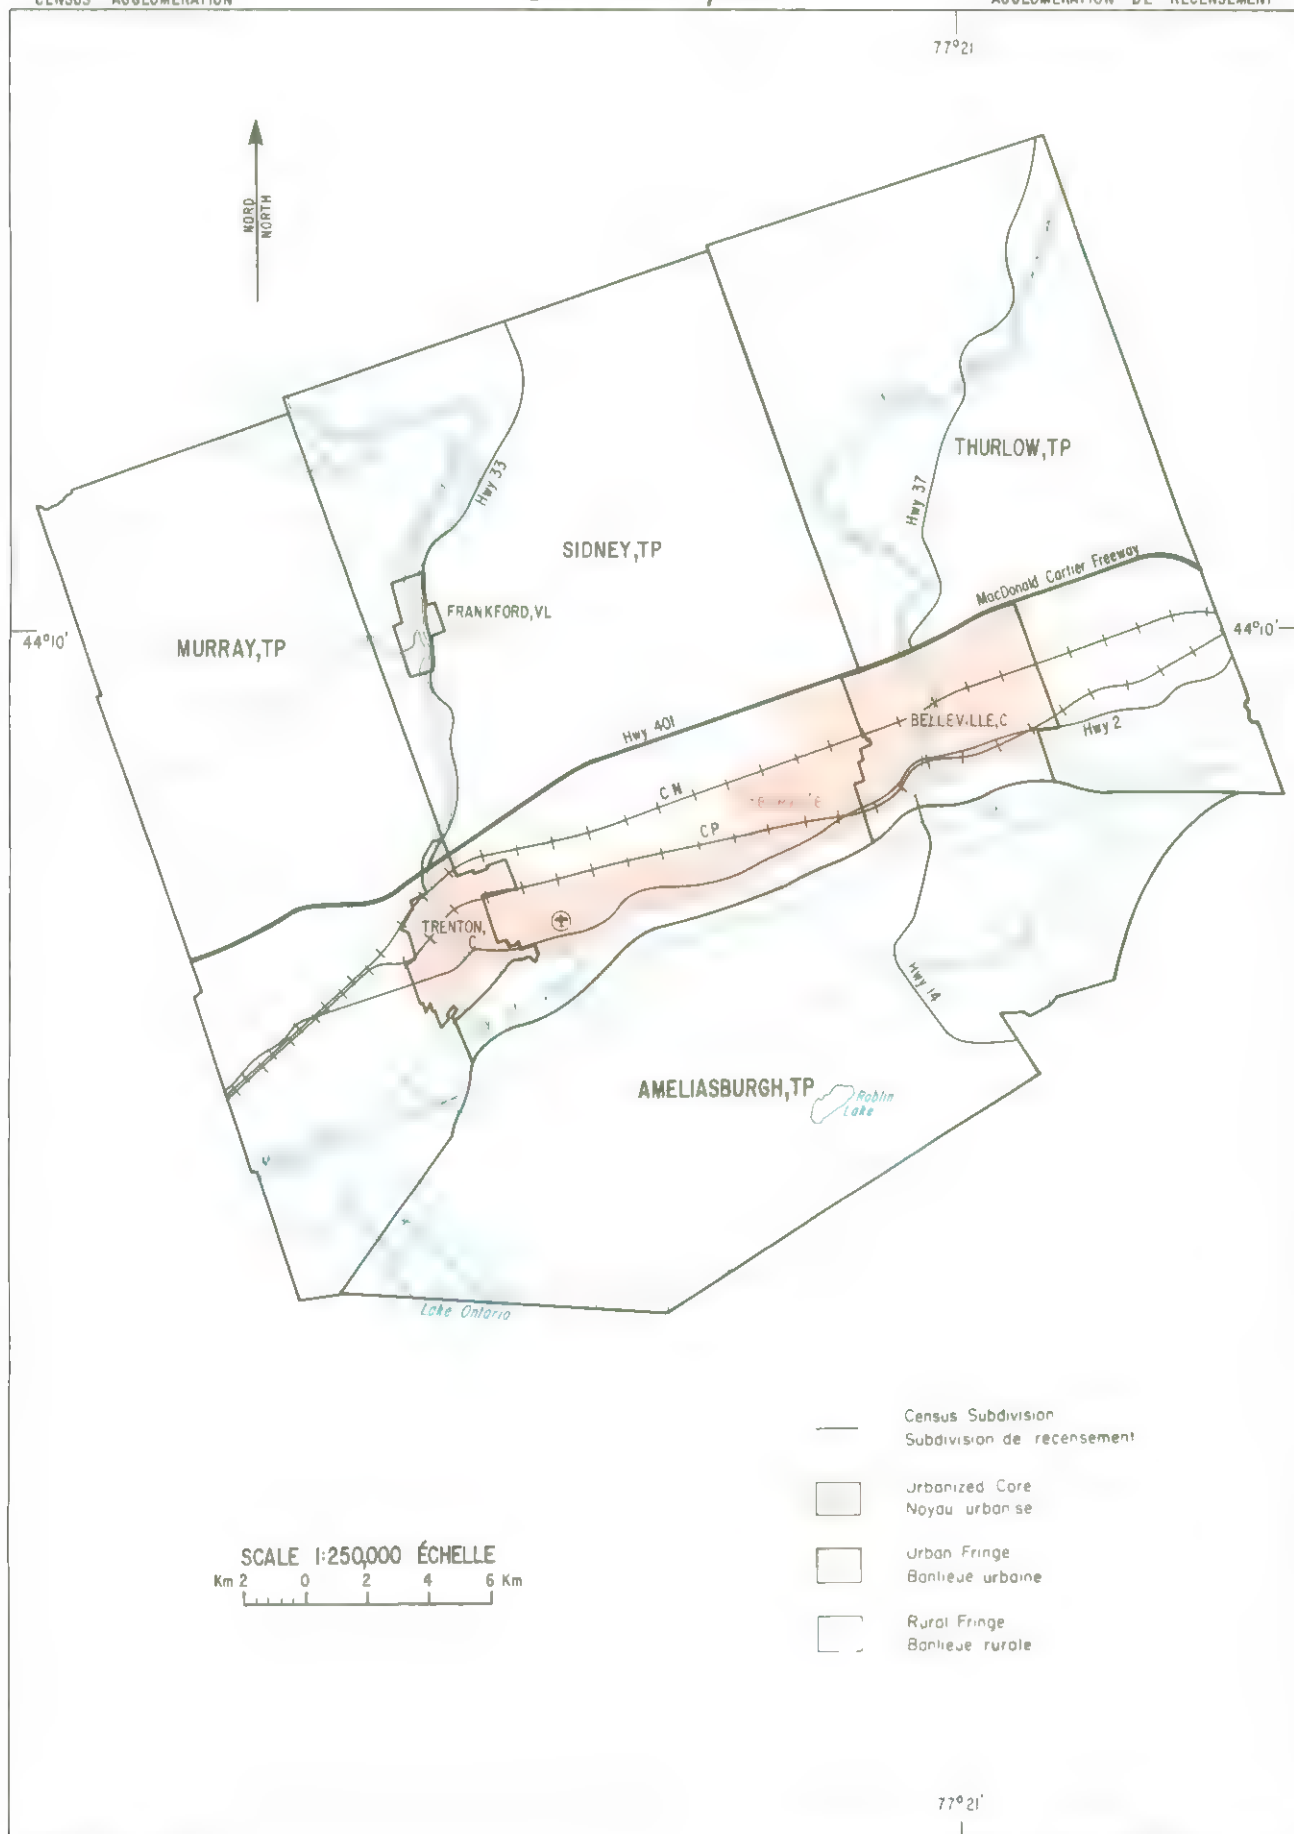 CENSUS AGGLOMERATION
AGGLOMÉRATION DE RECENSEMENT
77°21
NORD
NORTH
THURLOW,TP
Hwy 33
Hwy 37
SIDNEY,TP
MacDonald Cartier Freeway
FRANKFORD,VL
44°10'
44°10'
MURRAY,TP
BELLEVILLE,C
Hwy 401
Hwy 2
CN
CP
TRENTON,
C
Hwy 14
AMELIASBURGH,TP
Roblin
Lake
Lake Ontario
Census Subdivision
Subdivision de recensement
Urbanized Core
Noyau urbanisé
Urban Fringe
Banlieue urbaine
Rural Fringe
Banlieue rurale
SCALE 1:250,000 ÉCHELLE
Km 2 0 2 4 6 Km
77°21'